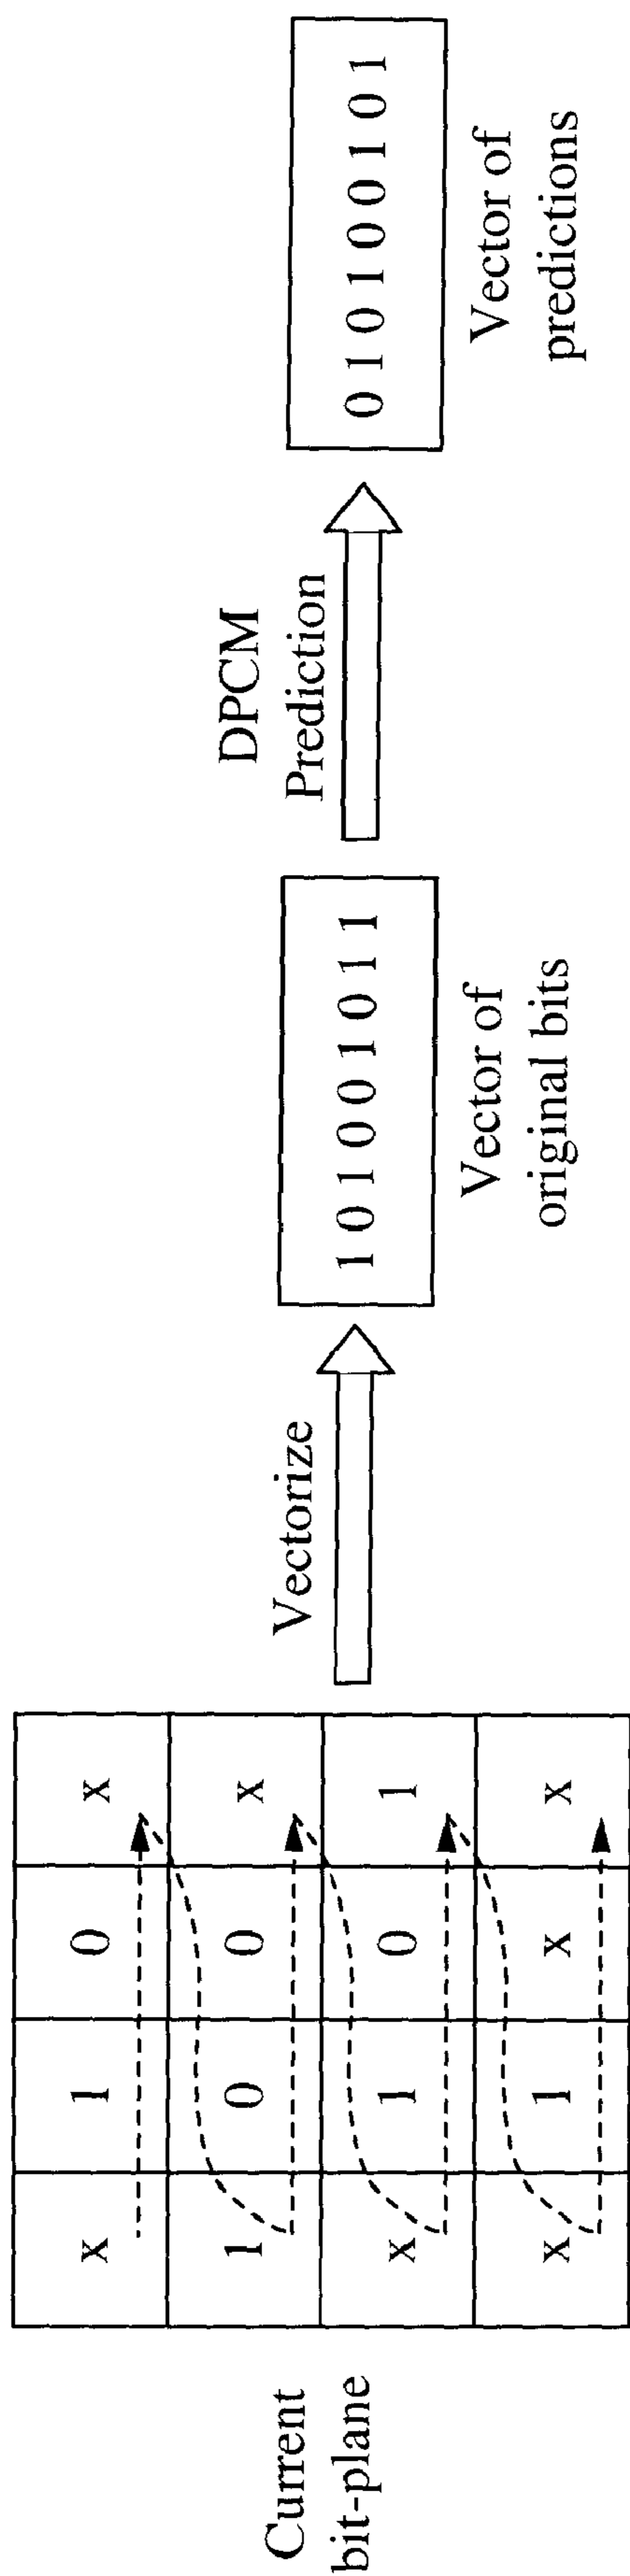 Current
bit-plane
x 1 0 x
1 0 0 x
x 1 0 1
x 1 x x
Vectorize
1 0 1 0 0 1 0 1 1
Vector of
original bits
DPCM
Prediction
0 1 0 1 0 0 1 0 1
Vector of
predictions